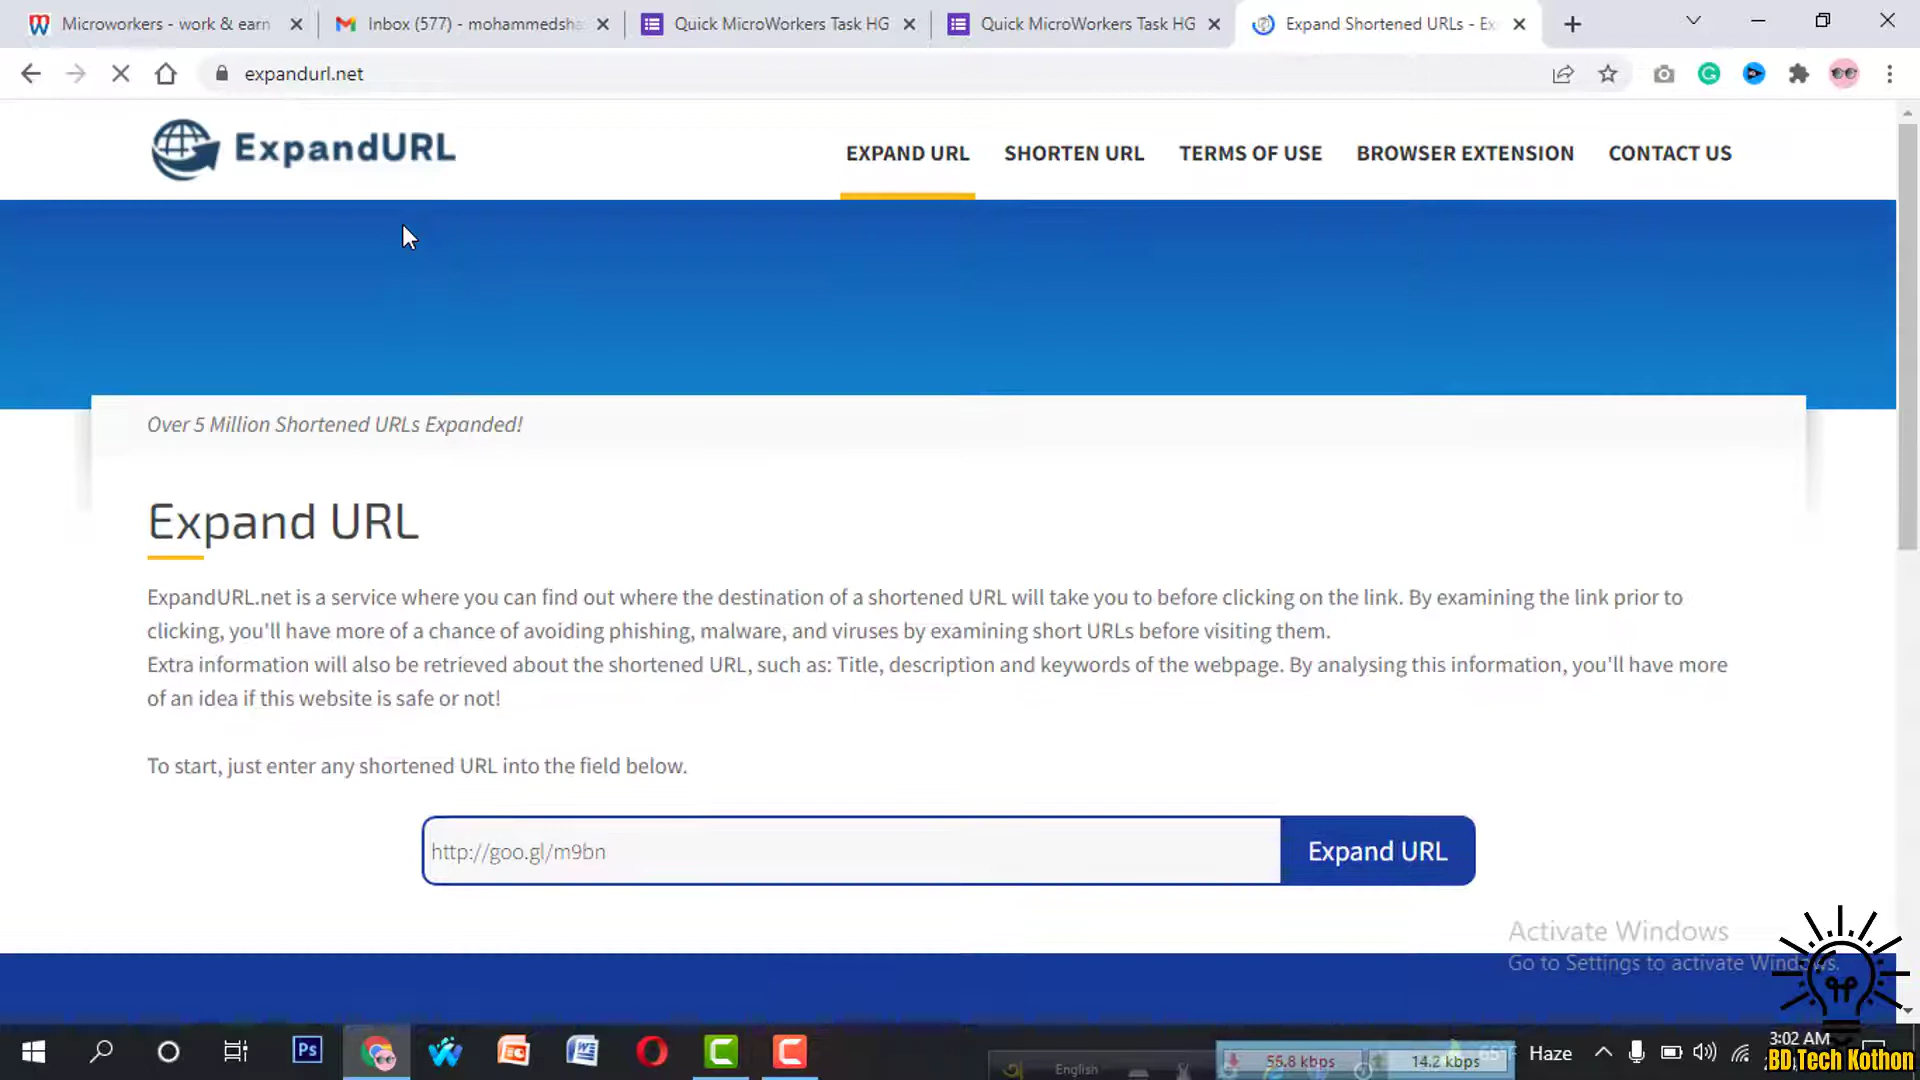 Microworkers - work & earn
Inbox (577) - mohammedsha
Quick MicroWorkers Task HG
Quick MicroWorkers Task HG
Expand Shortened URLs - Ex
expandurl.net
ExpandURL
EXPAND URL
SHORTEN URL
TERMS OF USE
BROWSER EXTENSION
CONTACT US
Over 5 Million Shortened URLs Expanded!
Expand URL
ExpandURL.net is a service where you can find out where the destination of a shortened URL will take you to before clicking on the link. By examining the link prior to
clicking, you'll have more of a chance of avoiding phishing, malware, and viruses by examining short URLs before visiting them.
Extra information will also be retrieved about the shortened URL, such as: Title, description and keywords of the webpage. By analysing this information, you'll have more
of an idea if this website is safe or not!
To start, just enter any shortened URL into the field below.
http://goo.gl/m9bn
Expand URL
Activate Windows
Go to Settings to activate Windows.
Ps
English
55.8 kbps
14.2 kbps
Haze
3:02 AM
BD Tech Kothon